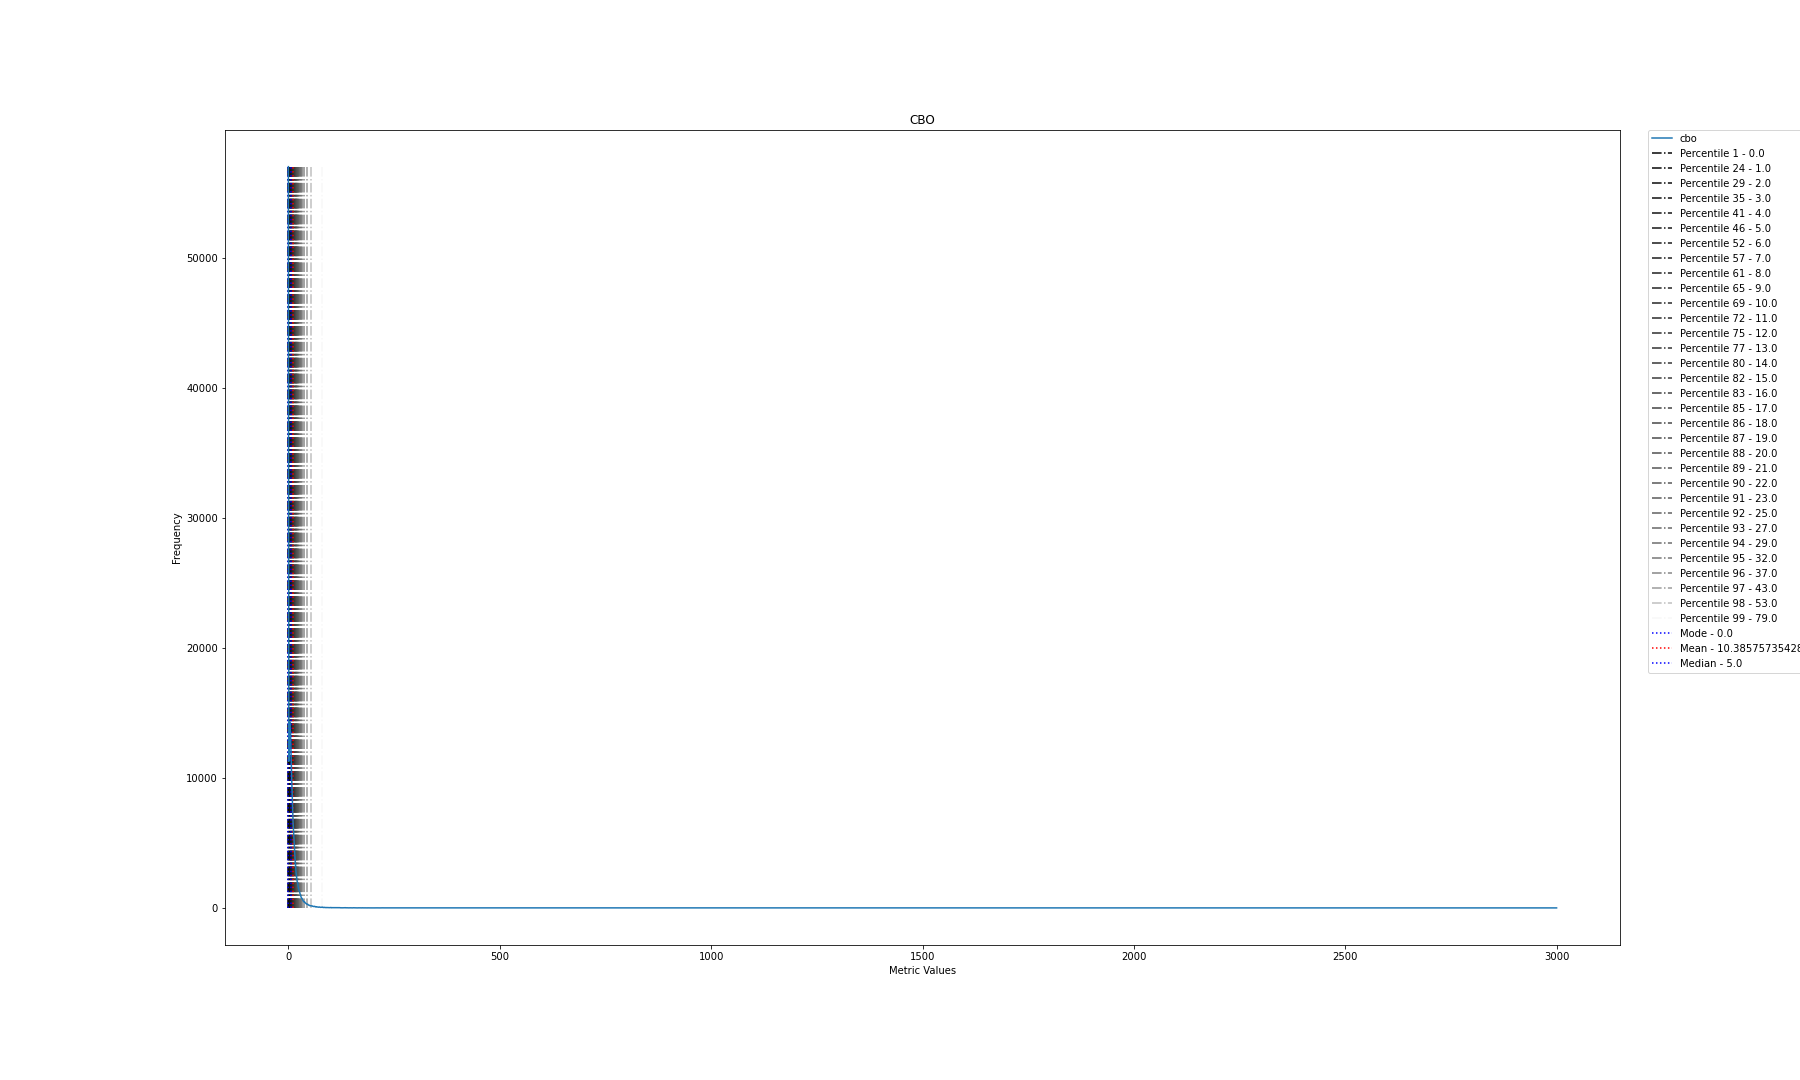 CBO
Frequency
50000
40000
30000
20000
10000
0
0 500 1000 1500 2000 2500 3000
Metric Values
cbo
Percentile 1 - 0.0
Percentile 24 - 1.0
Percentile 29 - 2.0
Percentile 35 - 3.0
Percentile 41 - 4.0
Percentile 46 - 5.0
Percentile 52 - 6.0
Percentile 57 - 7.0
Percentile 61 - 8.0
Percentile 65 - 9.0
Percentile 69 - 10.0
Percentile 72 - 11.0
Percentile 75 - 12.0
Percentile 77 - 13.0
Percentile 80 - 14.0
Percentile 82 - 15.0
Percentile 83 - 16.0
Percentile 85 - 17.0
Percentile 86 - 18.0
Percentile 87 - 19.0
Percentile 88 - 20.0
Percentile 89 - 21.0
Percentile 90 - 22.0
Percentile 91 - 23.0
Percentile 92 - 25.0
Percentile 93 - 27.0
Percentile 94 - 29.0
Percentile 95 - 32.0
Percentile 96 - 37.0
Percentile 97 - 43.0
Percentile 98 - 53.0
Percentile 99 - 79.0
Mode - 0.0
Mean - 10.38575735428
Median - 5.0